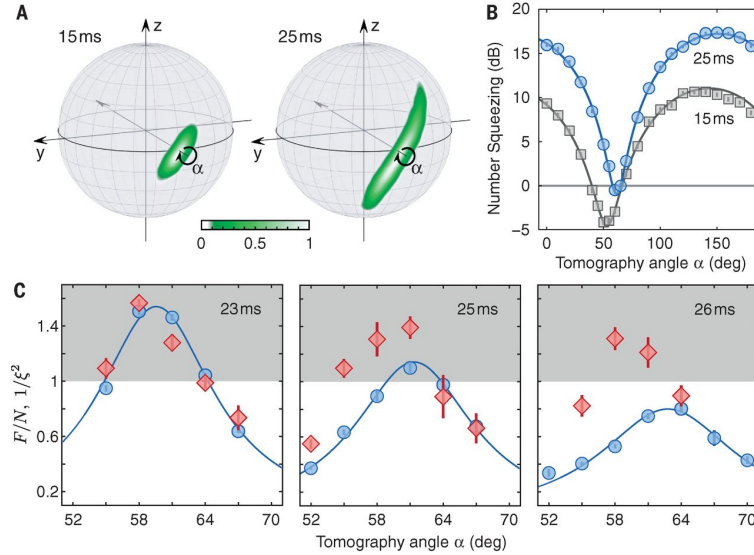 A
15ms
z
y
α
25ms
z
y
α
0 0.5 1
B
Number Squeezing (dB)
20
15
10
5
0
-5
25ms
15ms
0 50 100 150
Tomography angle α (deg)
C
F/N, 1/ξ²
1.4
1
0.6
0.2
23ms
25ms
26ms
52 58 64 70
52 58 64 70
52 58 64 70
Tomography angle α (deg)